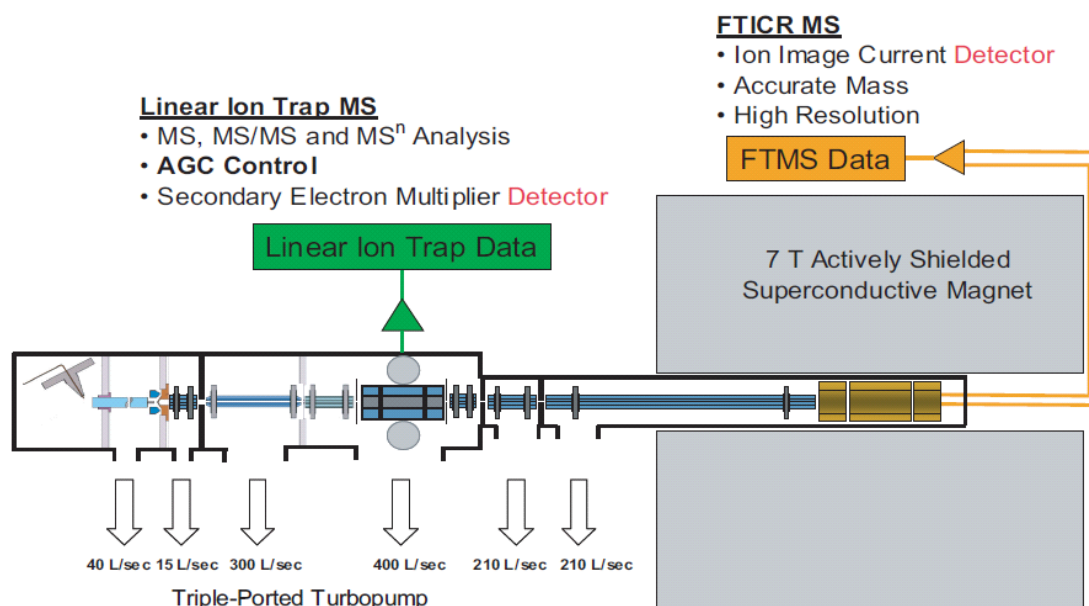 FTICR MS
• Ion Image Current Detector
• Accurate Mass
• High Resolution
FTMS Data
Linear Ion Trap MS
• MS, MS/MS and MSⁿ Analysis
• AGC Control
• Secondary Electron Multiplier Detector
Linear Ion Trap Data
7 T Actively Shielded
Superconductive Magnet
40 L/sec 15 L/sec 300 L/sec 400 L/sec 210 L/sec 210 L/sec
Triple-Ported Turbopump